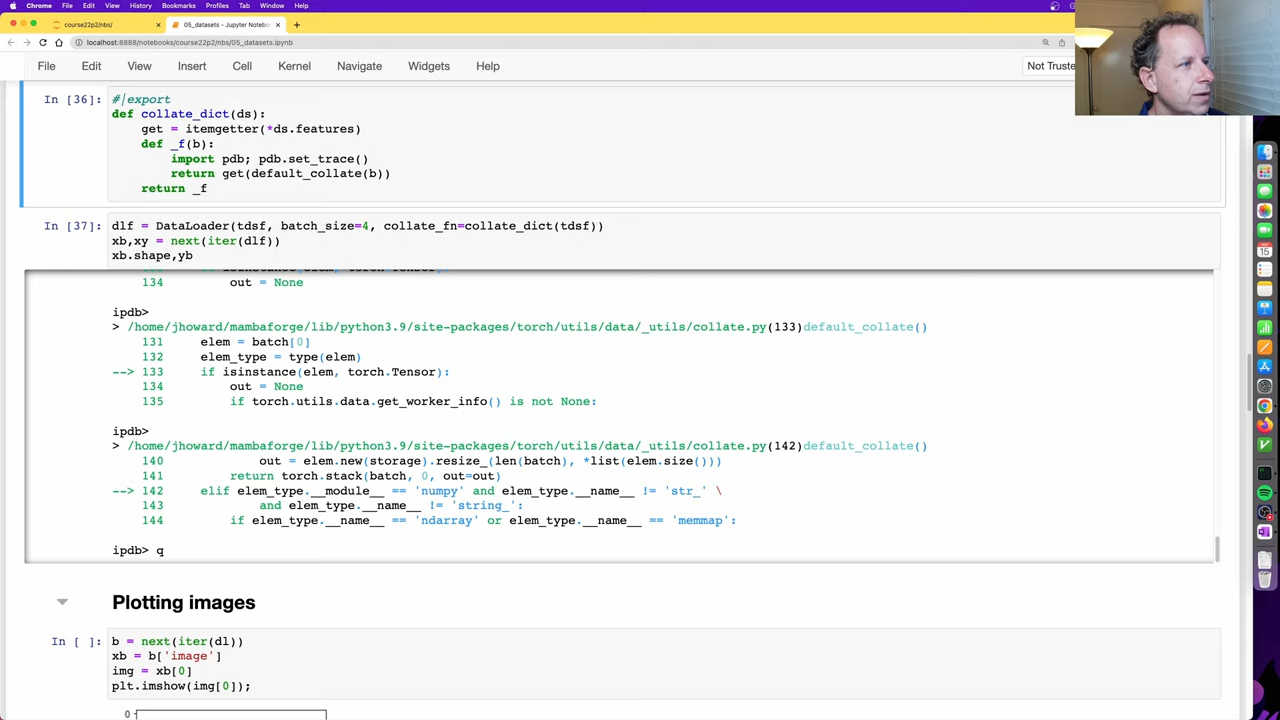 Chrome File Edit View History Bookmarks Profiles Tab Window Help
course22p2/nbs/ × 05_datasets - Jupyter Notebo × +
localhost:8888/notebooks/course22p2/nbs/05_datasets.ipynb
File Edit View Insert Cell Kernel Navigate Widgets Help Not Truste
In [36]: #|export
def collate_dict(ds):
get = itemgetter(*ds.features)
def _f(b):
import pdb; pdb.set_trace()
return get(default_collate(b))
return _f
In [37]: dlf = DataLoader(tdsf, batch_size=4, collate_fn=collate_dict(tdsf))
xb,xy = next(iter(dlf))
xb.shape,yb
134 out = None
ipdb>
> /home/jhoward/mambaforge/lib/python3.9/site-packages/torch/utils/data/_utils/collate.py(133)default_collate()
131 elem = batch[0]
132 elem_type = type(elem)
--> 133 if isinstance(elem, torch.Tensor):
134 out = None
135 if torch.utils.data.get_worker_info() is not None:
ipdb>
> /home/jhoward/mambaforge/lib/python3.9/site-packages/torch/utils/data/_utils/collate.py(142)default_collate()
140 out = elem.new(storage).resize_(len(batch), *list(elem.size()))
141 return torch.stack(batch, 0, out=out)
--> 142 elif elem_type.__module__ == 'numpy' and elem_type.__name__ != 'str_' \
143 and elem_type.__name__ != 'string_':
144 if elem_type.__name__ == 'ndarray' or elem_type.__name__ == 'memmap':
ipdb> q
Plotting images
In [ ]: b = next(iter(dl))
xb = b['image']
img = xb[0]
plt.imshow(img[0]);
0